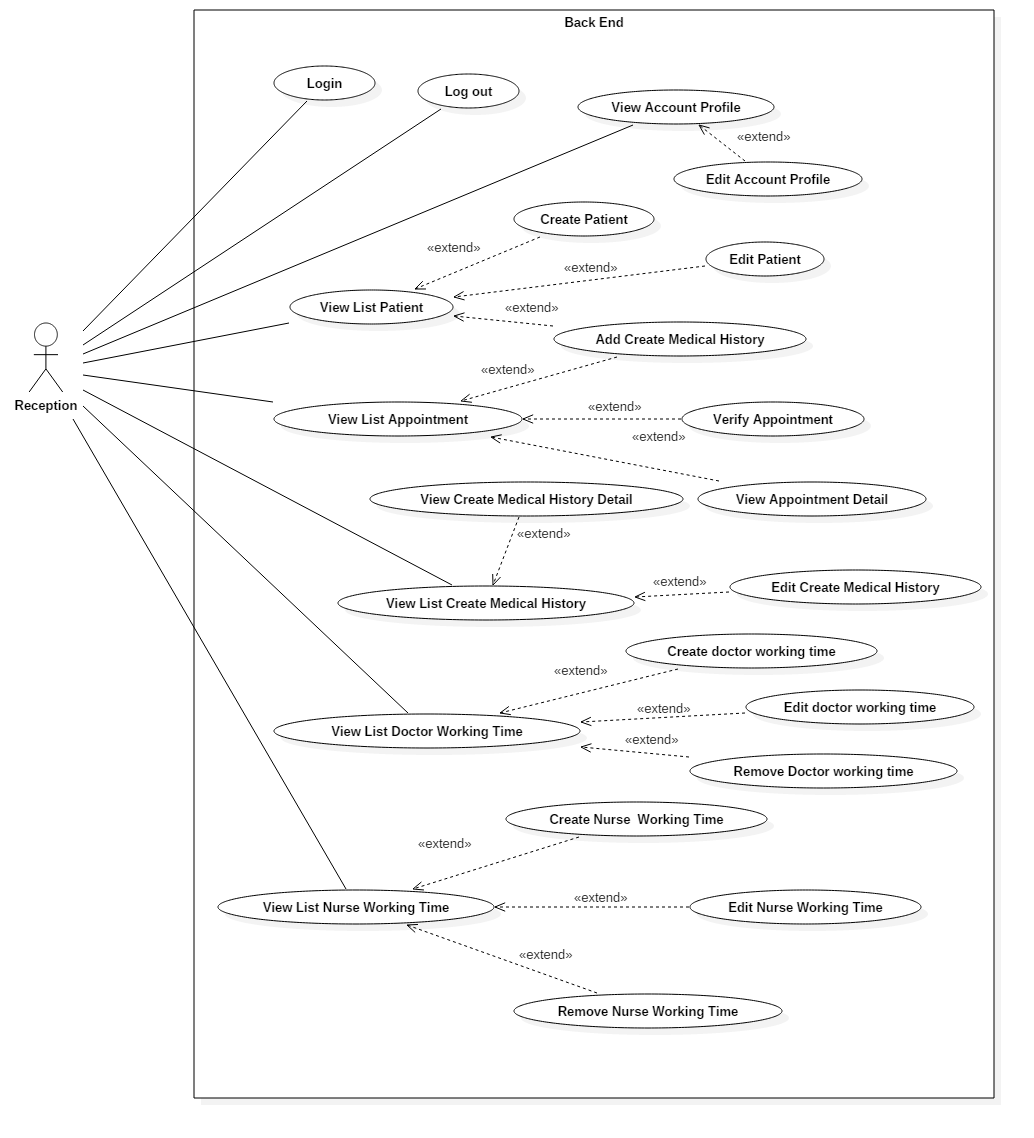 Back End
Login
Log out
View Account Profile
«extend»
Edit Account Profile
Create Patient
«extend»
Edit Patient
«extend»
View List Patient
«extend»
Add Create Medical History
«extend»
Reception
View List Appointment
«extend»
Verify Appointment
«extend»
View Create Medical History Detail
View Appointment Detail
«extend»
«extend»
Edit Create Medical History
View List Create Medical History
Create doctor working time
«extend»
Edit doctor working time
«extend»
View List Doctor Working Time
«extend»
Remove Doctor working time
Create Nurse  Working Time
«extend»
«extend»
View List Nurse Working Time
Edit Nurse Working Time
«extend»
Remove Nurse Working Time